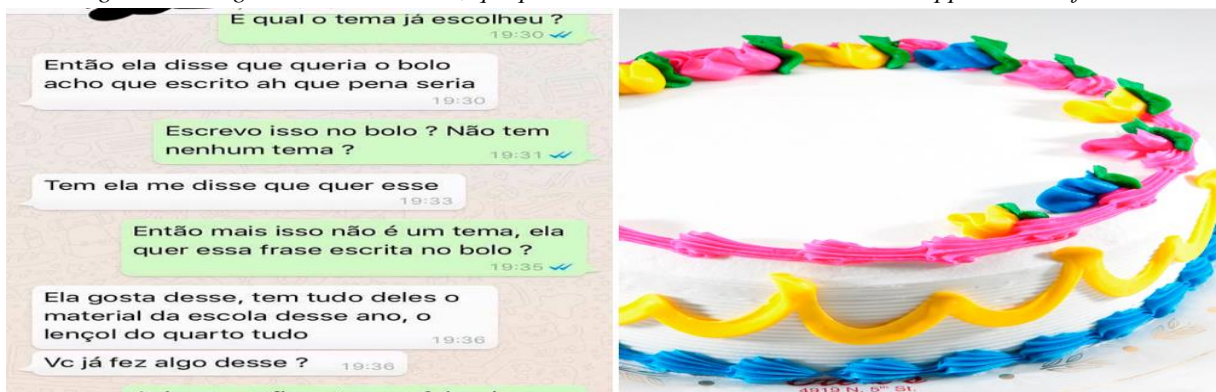 E qual o tema já escolheu ?
19:30
Então ela disse que queria o bolo
acho que escrito ah que pena seria
19:30
Escrevo isso no bolo ? Não tem
nenhum tema ?
19:31
Tem ela me disse que quer esse
19:33
Então mais isso não é um tema, ela
quer essa frase escrita no bolo ?
19:35
Ela gosta desse, tem tudo deles o
material da escola desse ano, o
lençol do quarto tudo
19:36
Vc já fez algo desse ?
19:36
4919 N. 5th St.